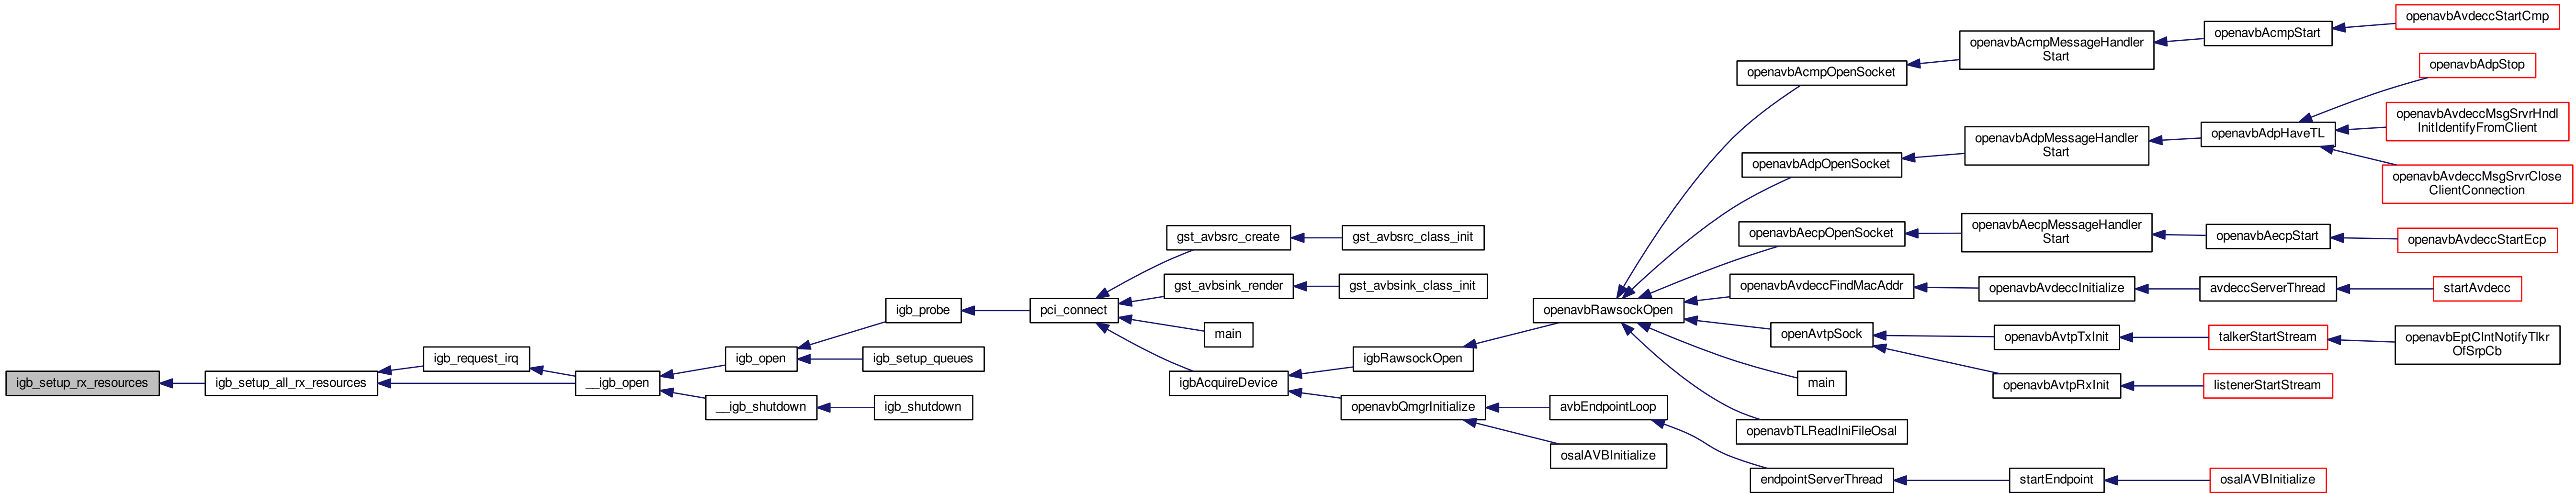 igb_setup_rx_resources
igb_setup_all_rx_resources
igb_request_irq
__igb_open
igb_open
__igb_shutdown
igb_probe
igb_setup_queues
igb_shutdown
pci_connect
gst_avbsrc_create
gst_avbsink_render
main
igbAcquireDevice
gst_avbsrc_class_init
gst_avbsink_class_init
igbRawsockOpen
openavbQmgrInitialize
openavbRawsockOpen
avbEndpointLoop
osalAVBInitialize
openavbAcmpOpenSocket
openavbAdpOpenSocket
openavbAecpOpenSocket
openavbAvdeccFindMacAddr
openAvtpSock
main
openavbTLReadIniFileOsal
endpointServerThread
openavbAcmpMessageHandler
Start
openavbAdpMessageHandler
Start
openavbAecpMessageHandler
Start
openavbAvdeccInitialize
openavbAvtpTxInit
openavbAvtpRxInit
startEndpoint
openavbAcmpStart
openavbAdpHaveTL
openavbAecpStart
avdeccServerThread
talkerStartStream
listenerStartStream
osalAVBInitialize
openavbAvdeccStartCmp
openavbAdpStop
openavbAvdeccMsgSrvrHndl
InitIdentifyFromClient
openavbAvdeccMsgSrvrClose
ClientConnection
openavbAvdeccStartEcp
startAvdecc
openavbEptClntNotifyTlkr
OfSrpCb